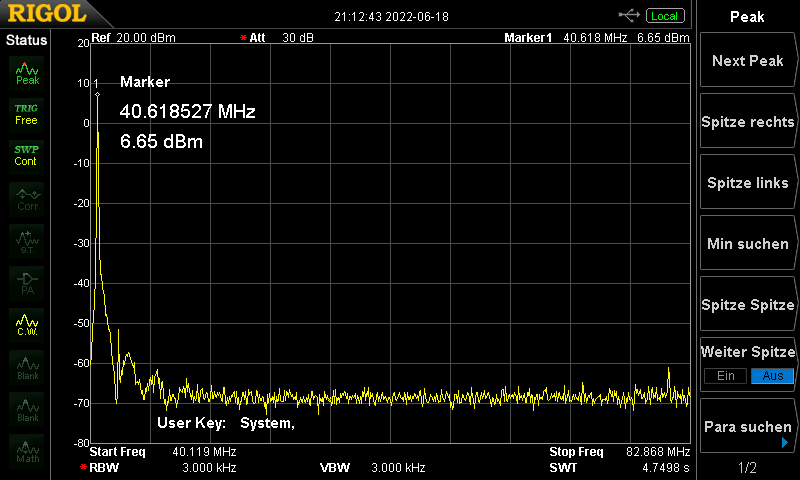 RIGOL
21:12:43 2022-06-18
Local
Peak
Status
Ref 20.00 dBm
* Att 30 dB
Marker1 40.618 MHz 6.65 dBm
Peak
TRIG
Free
SWP
Cont
Corr
S.T.
PA
C.W.
Blank
Blank
Math
20
10
0
-10
-20
-30
-40
-50
-60
-70
-80
1
Marker
40.618527 MHz
6.65 dBm
User Key: System,
Start Freq 40.119 MHz
Stop Freq 82.868 MHz
* RBW 3.000 kHz
VBW 3.000 kHz
SWT 4.7498 s
Next Peak
Spitze rechts
Spitze links
Min suchen
Spitze Spitze
Weiter Spitze
Ein Aus
Para suchen
1/2